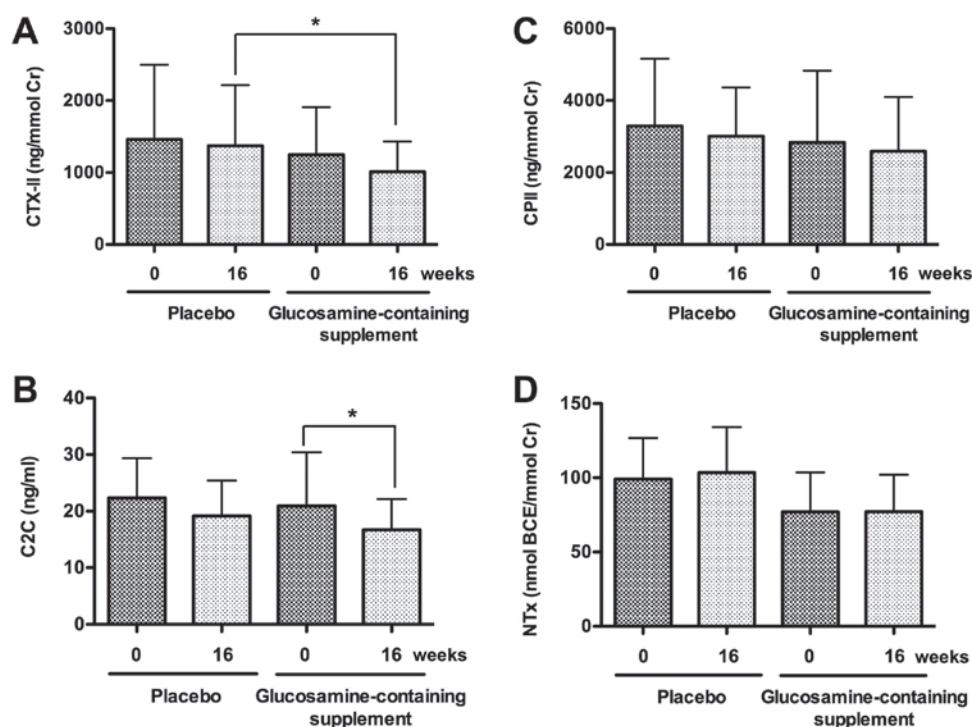 A
CTX-II (ng/mmol Cr)
3000
2000
1000
0
*
0 16 0 16 weeks
Placebo Glucosamine-containing
supplement
C
CPII (ng/mmol Cr)
6000
4000
2000
0
0 16 0 16 weeks
Placebo Glucosamine-containing
supplement
B
C2C (ng/ml)
40
30
20
10
0
*
0 16 0 16 weeks
Placebo Glucosamine-containing
supplement
D
NTx (nmol BCE/mmol Cr)
150
100
50
0
0 16 0 16 weeks
Placebo Glucosamine-containing
supplement